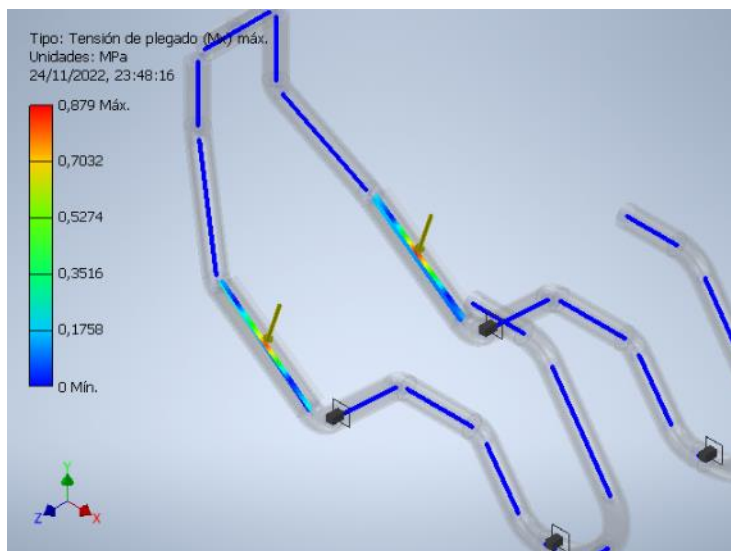 Tipo: Tensión de plegado (Mx) máx.
Unidades: MPa
24/11/2022, 23:48:16
0,879 Máx.
0,7032
0,5274
0,3516
0,1758
0 Mín.
Y
Z
X